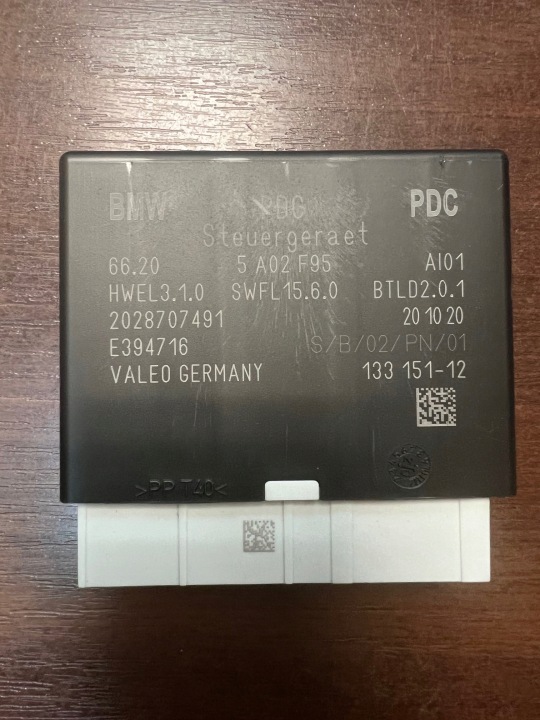 BMW PDC PDC
Steuergeraet
66.20 5 A02 F95 AI01
HWEL3.1.0 SWFL15.6.0 BTLD2.0.1
2028707491 20 10 20
E394716 S/B/02/PN/01
VALEO GERMANY 133 151-12
>PP T40<